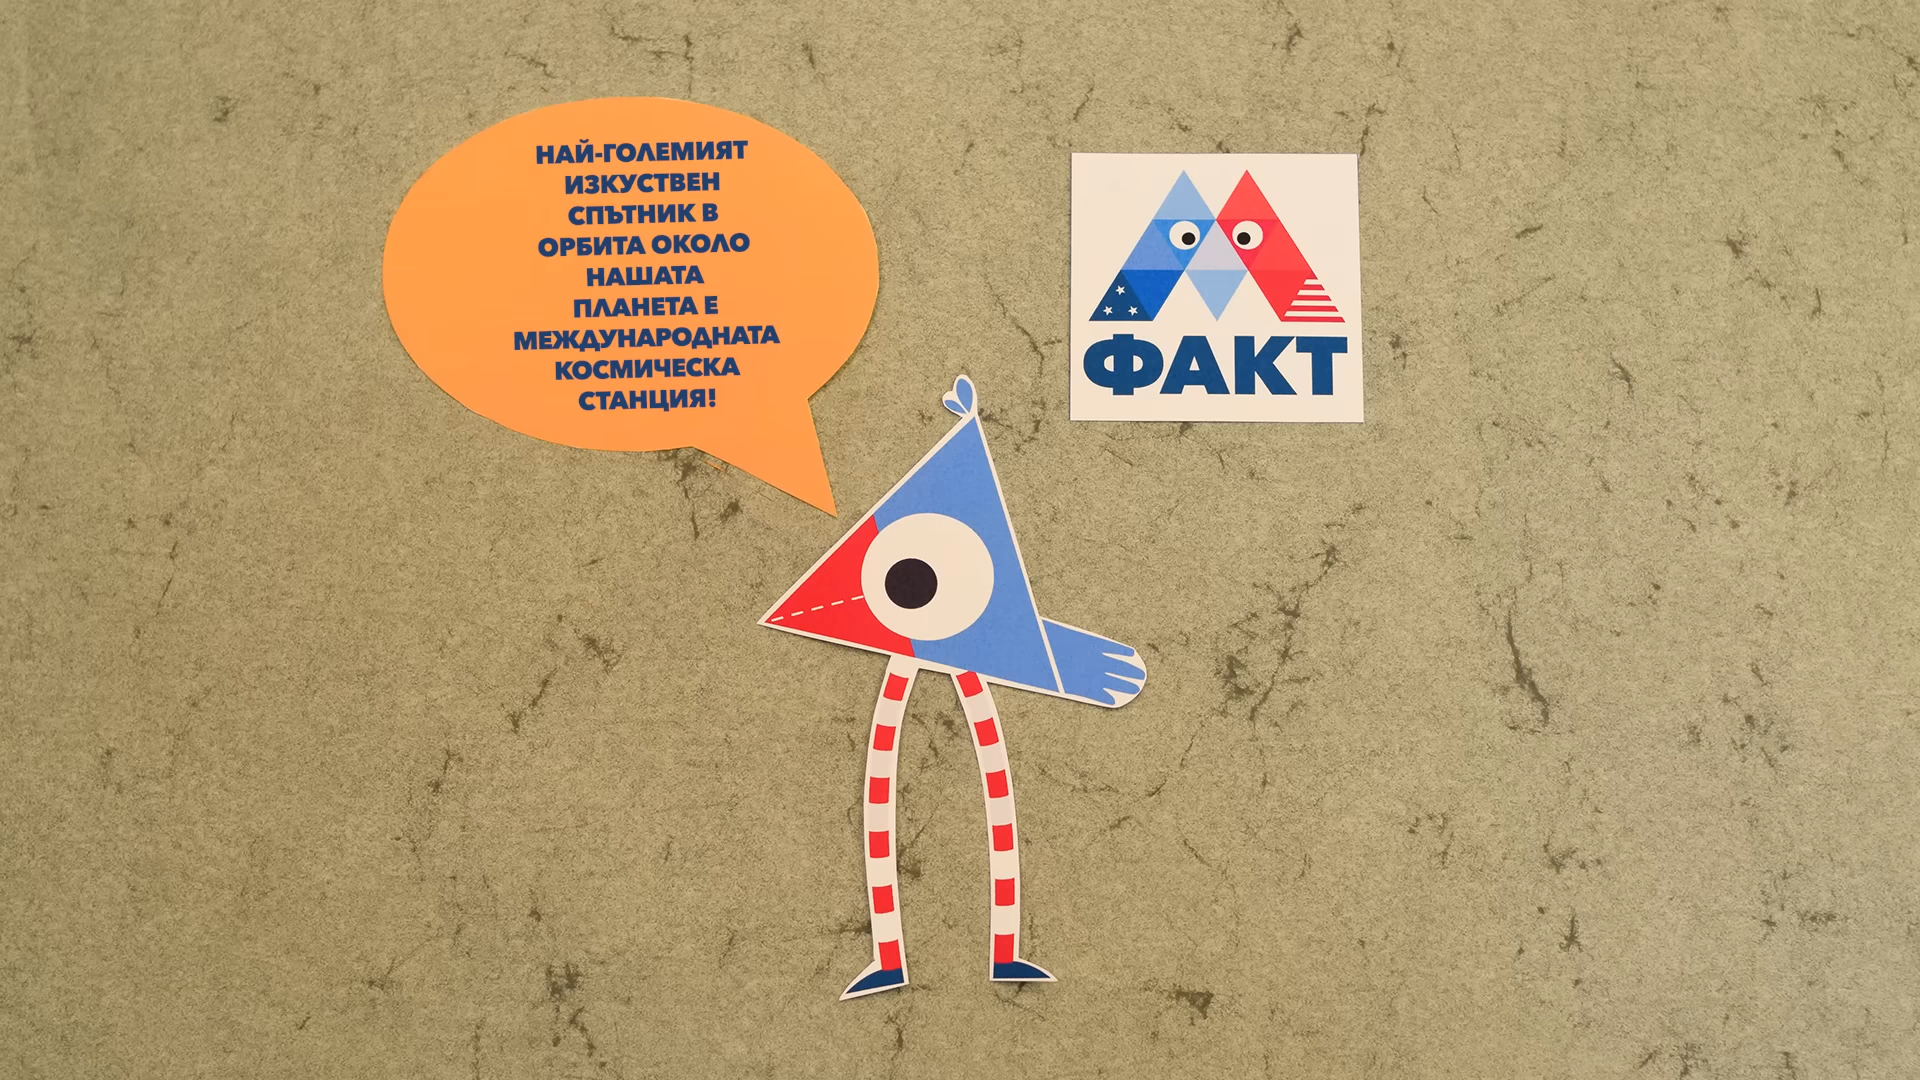 НАЙ-ГОЛЕМИЯТ
ИЗКУСТВЕН
СПЪТНИК В
ОРБИТА ОКОЛО
НАШАТА
ПЛАНЕТА Е
МЕЖДУНАРОДНАТА
КОСМИЧЕСКА
СТАНЦИЯ!
ФАКТ